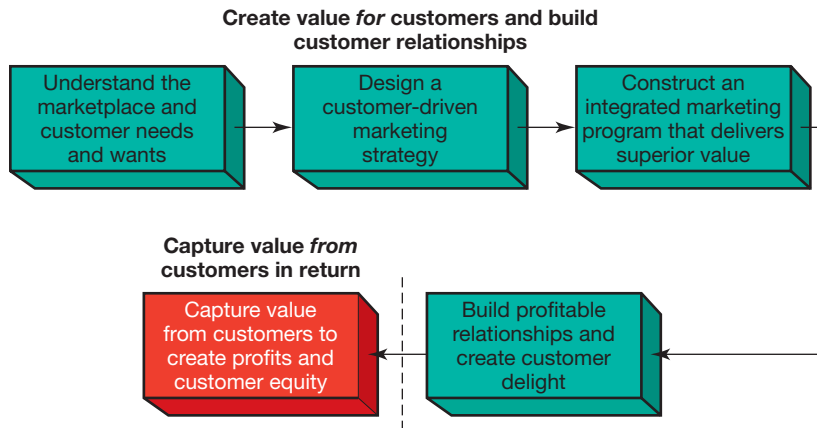 Create value for customers and build
customer relationships
Understand the
marketplace and
customer needs
and wants
Design a
customer-driven
marketing
strategy
Construct an
integrated marketing
program that delivers
superior value
Capture value from
customers in return
Capture value
from customers to
create profits and
customer equity
Build profitable
relationships and
create customer
delight